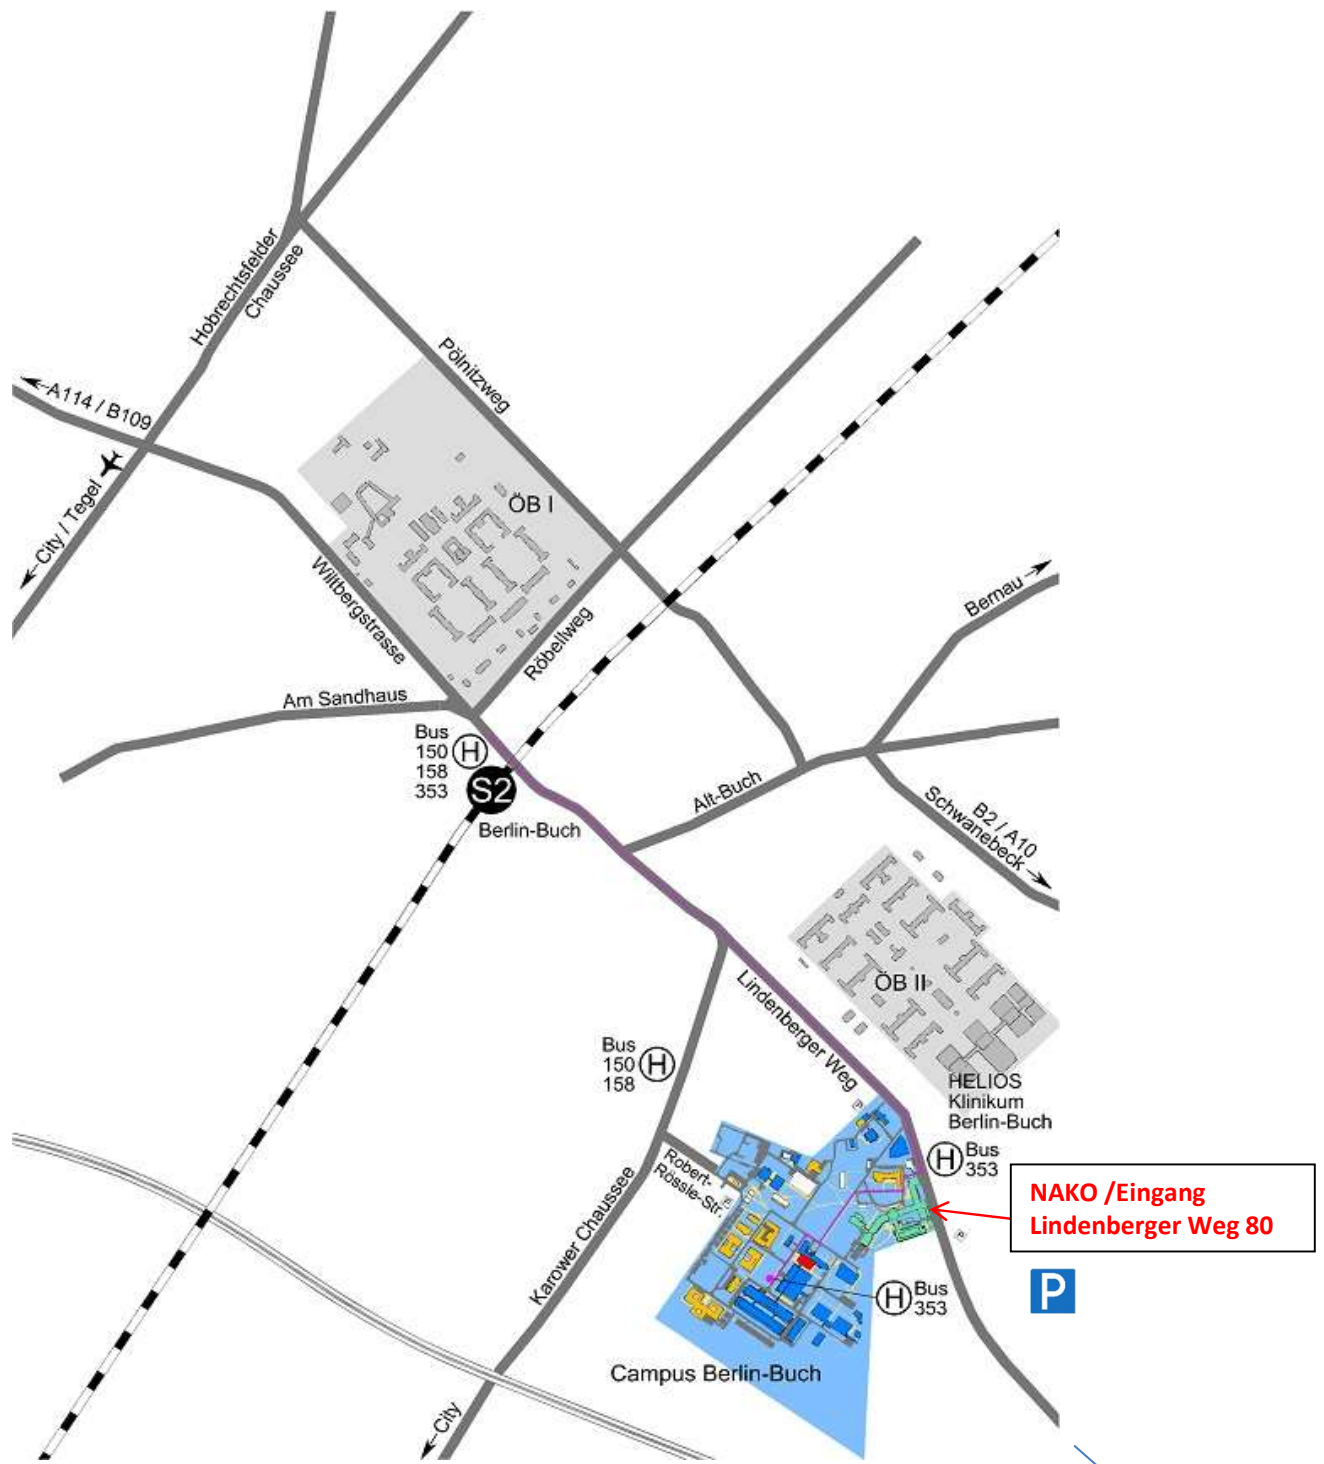 Hobrechtsfelder
Chaussee
Pölnitzweg
A114 / B109
City / Tegel
ÖB I
Wiltbergstrasse
Röbellweg
Bernau
Am Sandhaus
Bus
150
158
353
H
S2
Berlin-Buch
Alt-Buch
B2 / A10
Schwanebeck
ÖB II
Lindenberger Weg
Bus
150
158
H
HELIOS
Klinikum
Berlin-Buch
P
H
Bus
353
Robert-
Rössle-Str.
P
NAKO /Eingang
Lindenberger Weg 80
P
Karower Chaussee
H
Bus
353
P
Campus Berlin-Buch
City